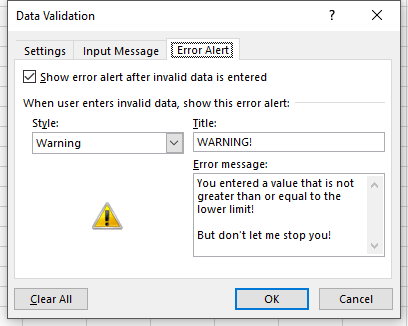 Data Validation ? ×
Settings Input Message Error Alert
Show error alert after invalid data is entered
When user enters invalid data, show this error alert:
Style: Title:
Warning WARNING!
Error message:
You entered a value that is not
greater than or equal to the
lower limit!
But don't let me stop you!
Clear All OK Cancel